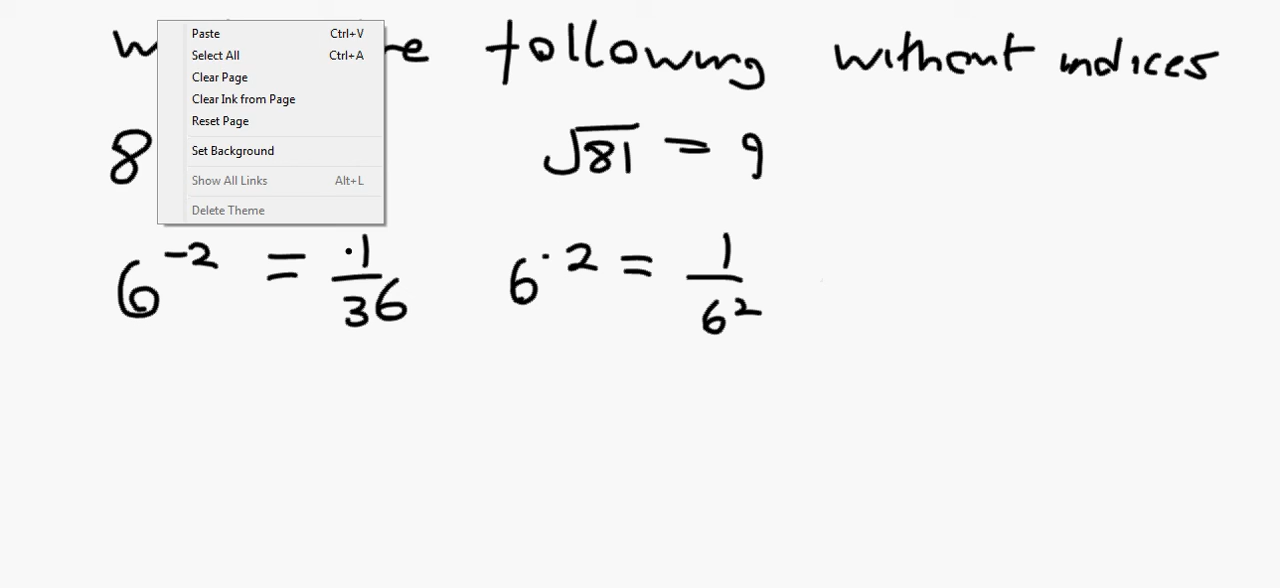 following without indices
Paste Ctrl+V
Select All Ctrl+A
Clear Page
Clear Ink from Page
Reset Page
Set Background
Show All Links Alt+L
Delete Theme
8 √81 = 9
6⁻² = 1/36 6⁻² = 1/6²